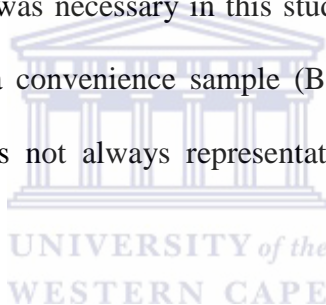 was necessary in this stud
a convenience sample (B
s not always representat
UNIVERSITY of the
WESTERN CAPE